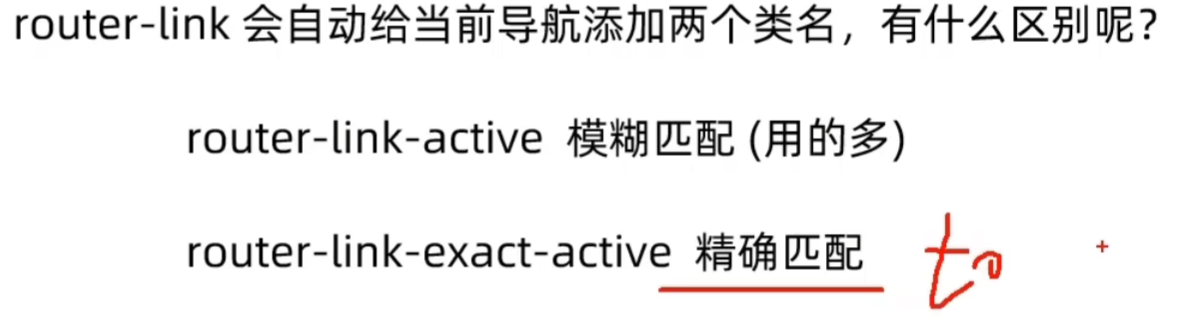 router-link 会自动给当前导航添加两个类名，有什么区别呢？
router-link-active 模糊匹配 (用的多)
router-link-exact-active 精确匹配 to